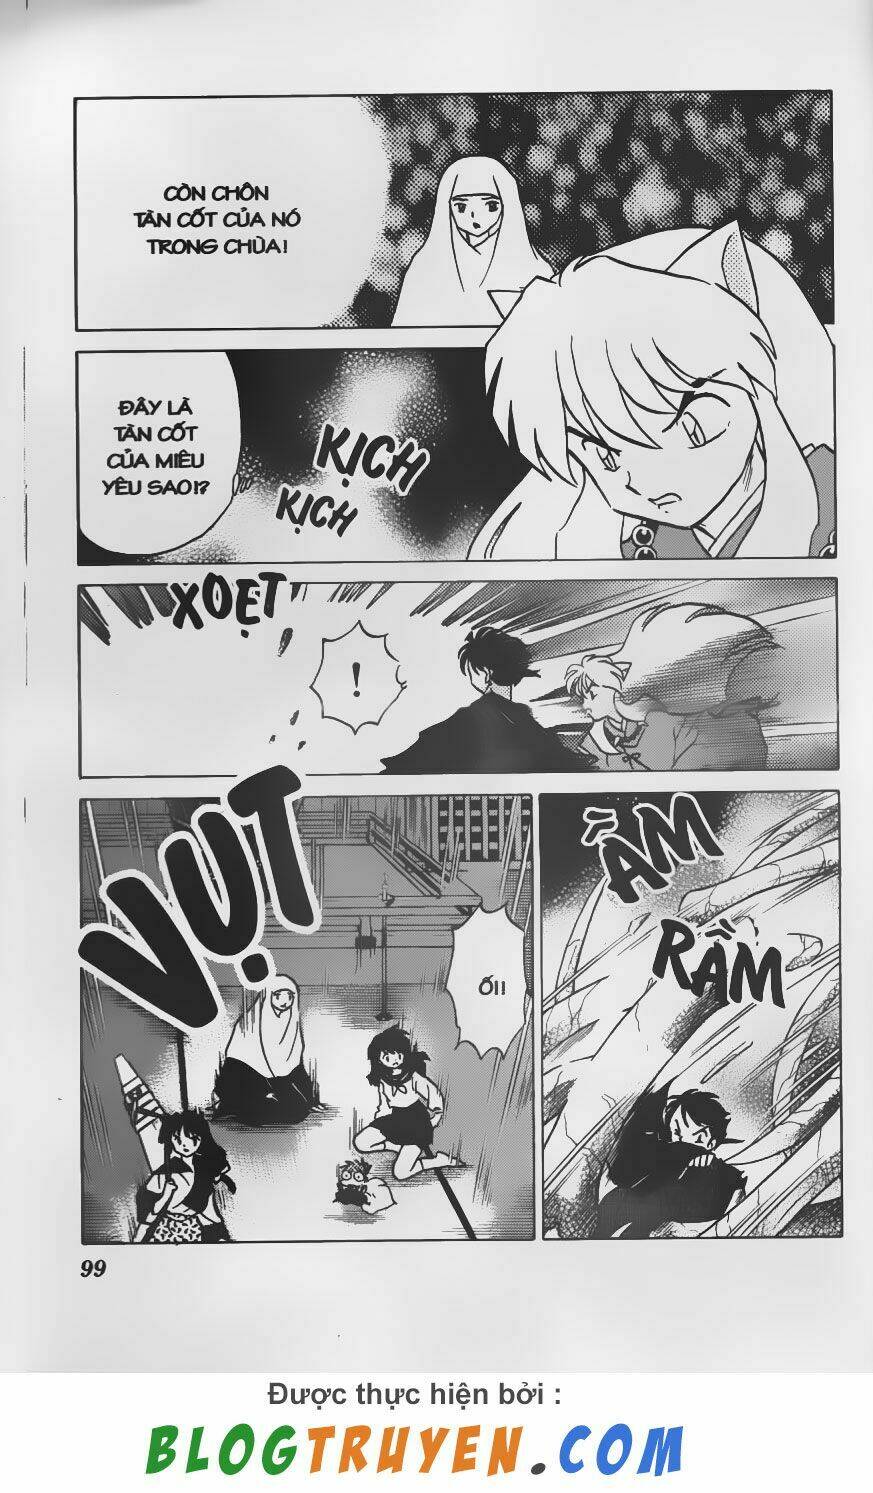 CÒN CHÔN
TÀN CỐT CỦA NÓ
TRONG CHÙA!
ĐÂY LÀ
TÀN CỐT
CỦA MIÊU
YÊU SAO!?
KỊCH
KỊCH
XOẸT
!
VỤT
ỐI!
ẦM
RẦM
99
Được thực hiện bởi :
BLOGTRUYEN.COM